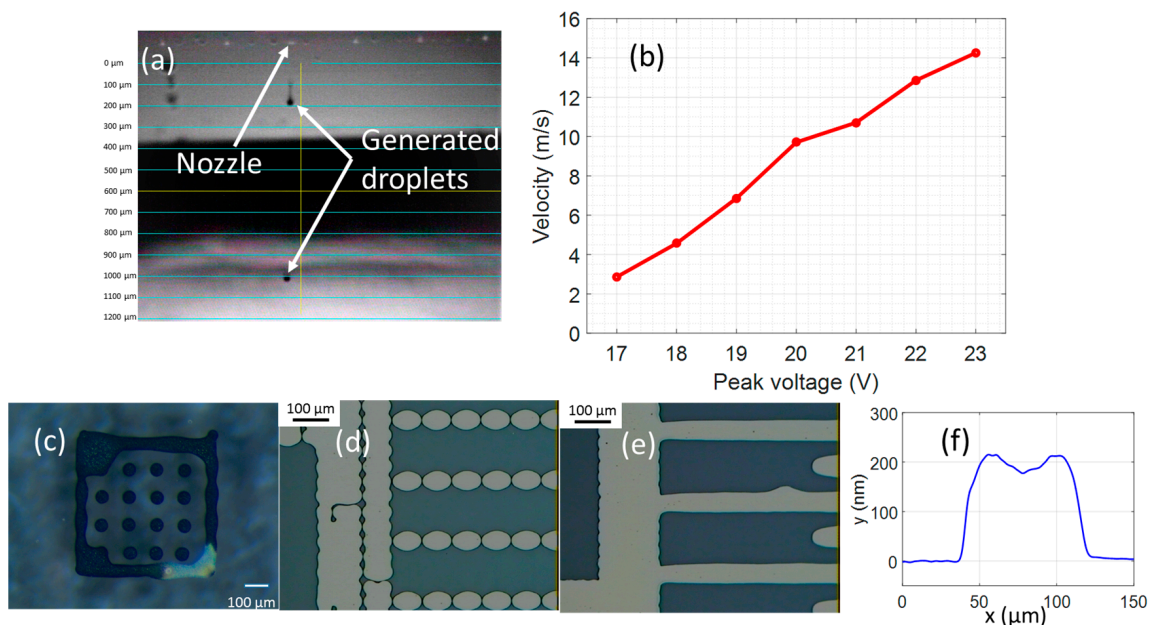 (a)
0 μm
100 μm
200 μm
300 μm
400 μm
500 μm
600 μm
700 μm
800 μm
900 μm
1000 μm
1100 μm
1200 μm
Nozzle
Generated
droplets
(b)
Velocity (m/s)
16
14
12
10
8
6
4
2
0
17 18 19 20 21 22 23
Peak voltage (V)
(c)
100 μm
100 μm
(d)
100 μm
(e)
(f)
y (nm)
300
200
100
0
0 50 100 150
x (μm)